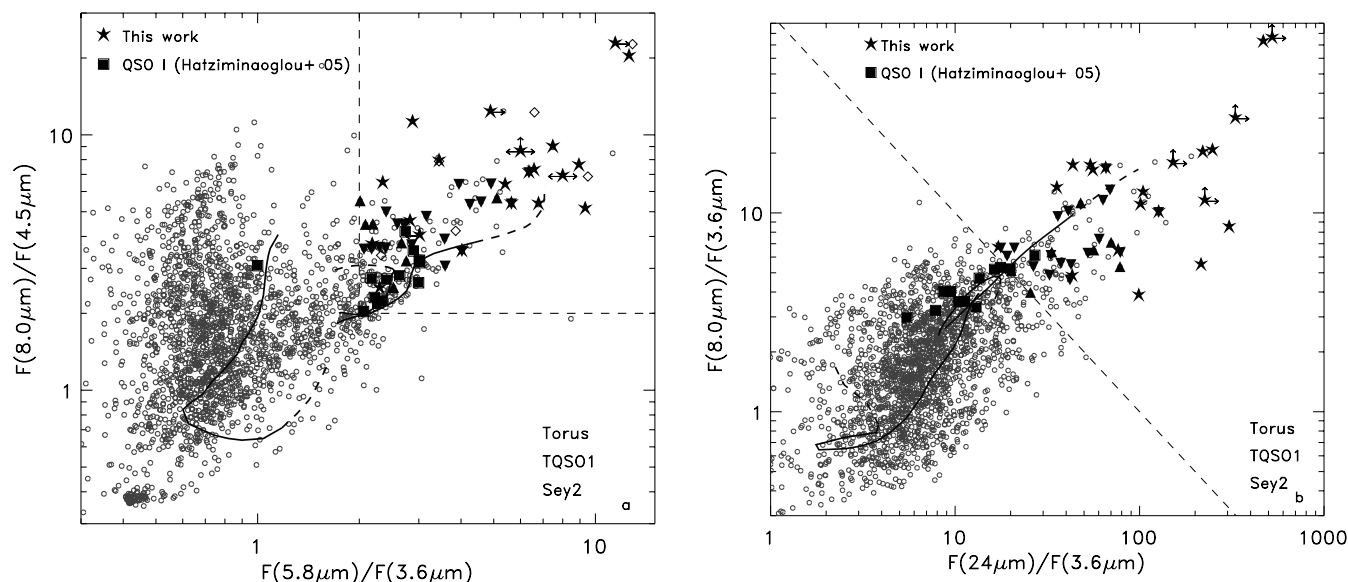 ★ This work
■ QSO I (Hatziminaoglou+ 05)
F(8.0μm)/F(4.5μm)
10
1
Torus
TQSO1
Sey2
a
1 10
F(5.8μm)/F(3.6μm)
★ This work
■ QSO I (Hatziminaoglou+ 05)
F(8.0μm)/F(3.6μm)
10
1
Torus
TQSO1
Sey2
b
1 10 100 1000
F(24μm)/F(3.6μm)